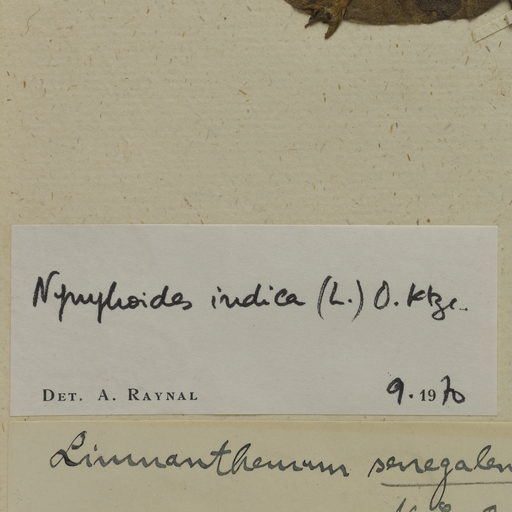 Nymphoides indica (L.) O. Ktze.
DET. A. RAYNAL 9.1970
Limnanthemum senegalen
N. E.